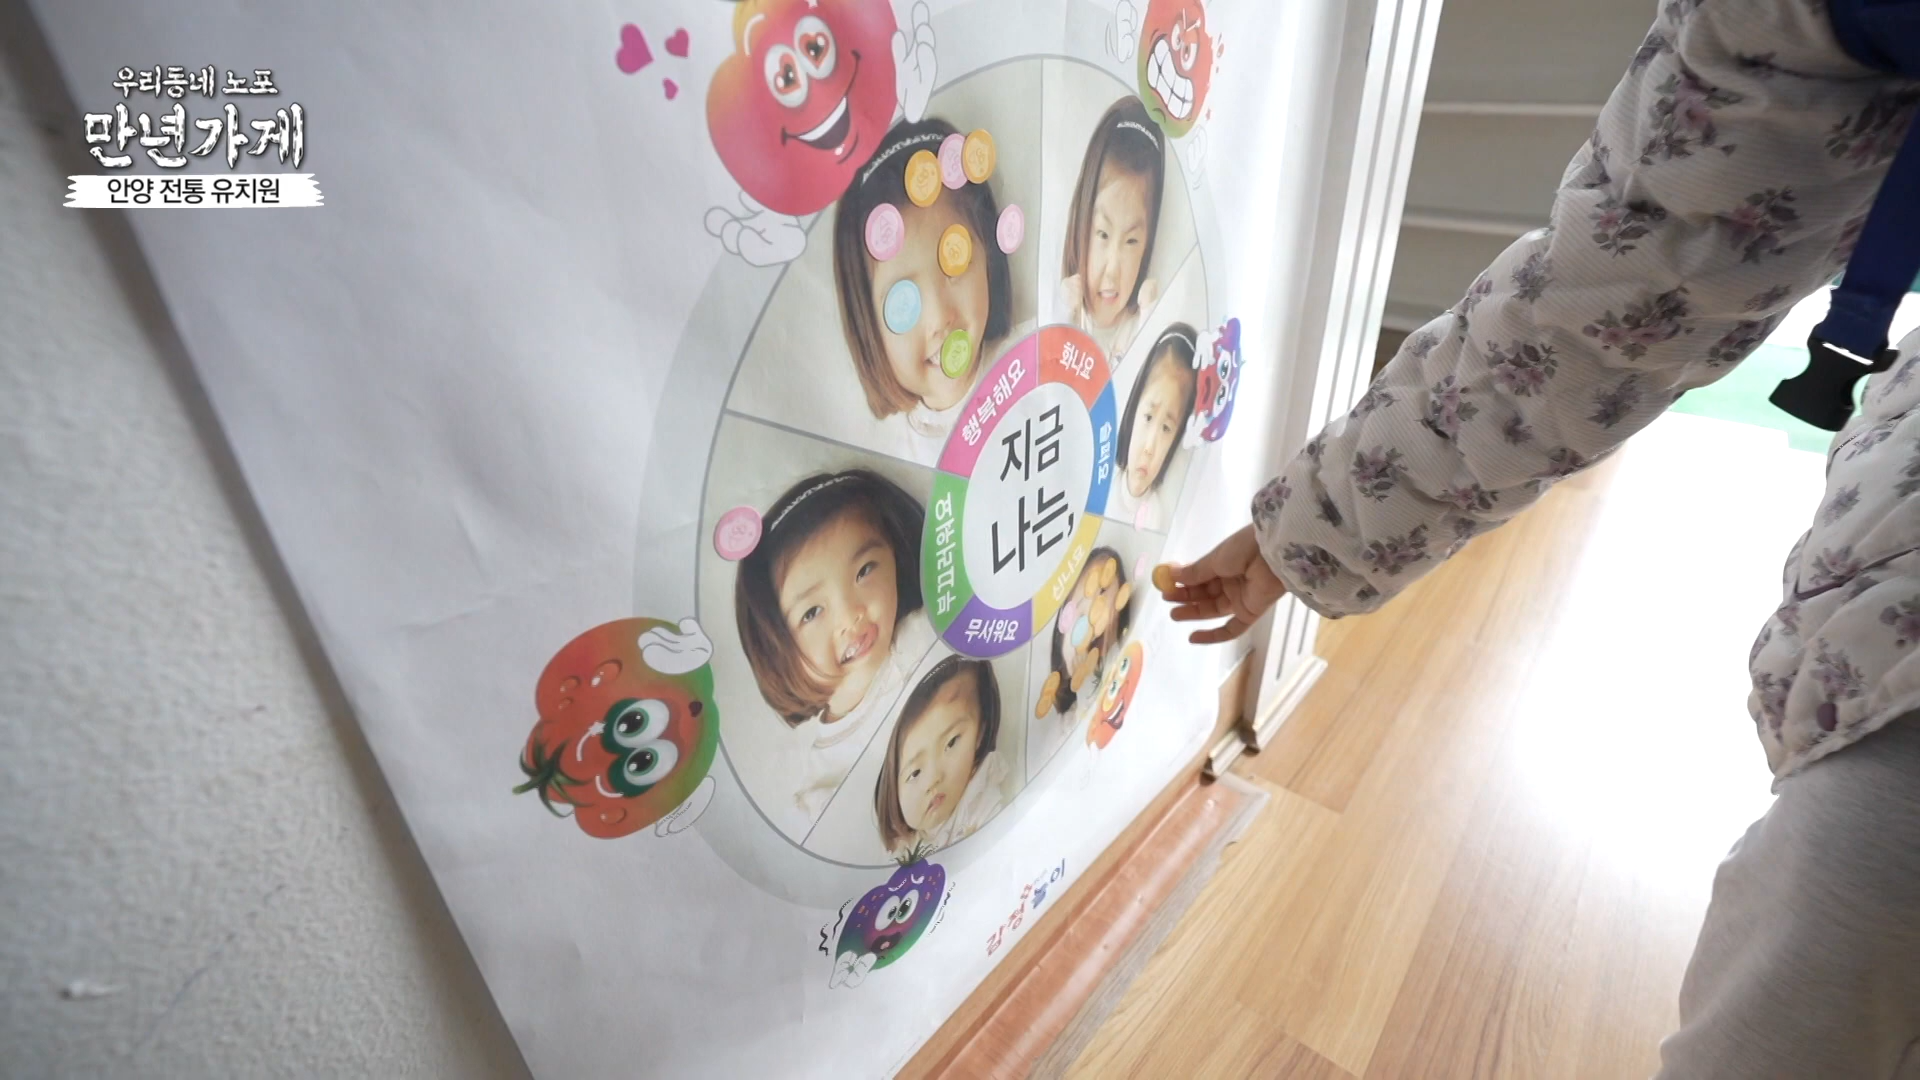 우리동네 노포
만년가게
안양 전통 유치원
행복해요
화나요
슬퍼요
신나요
무서워요
부끄러워요
지금
나는,
감정놀이